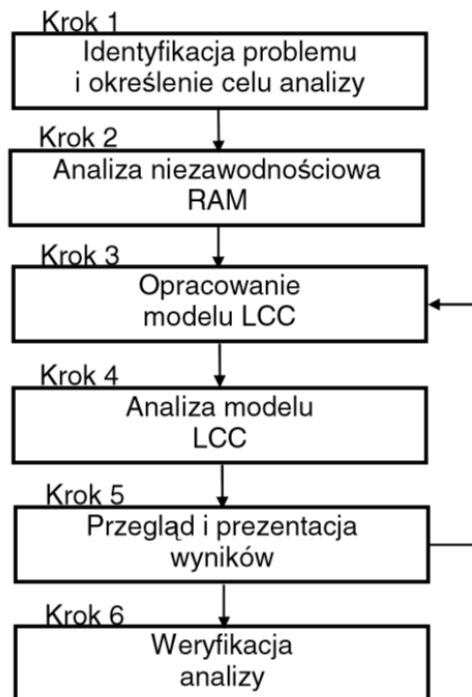 Krok 1
Identyfikacja problemu
i określenie celu analizy
Krok 2
Analiza niezawodnościowa
RAM
Krok 3
Opracowanie
modelu LCC
Krok 4
Analiza modelu
LCC
Krok 5
Przegląd i prezentacja
wyników
Krok 6
Weryfikacja
analizy